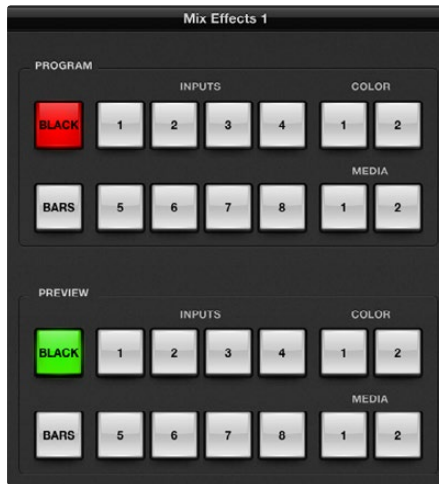 Mix Effects 1
PROGRAM
INPUTS COLOR
BLACK 1 2 3 4 1 2
MEDIA
BARS 5 6 7 8 1 2
PREVIEW
INPUTS COLOR
BLACK 1 2 3 4 1 2
MEDIA
BARS 5 6 7 8 1 2